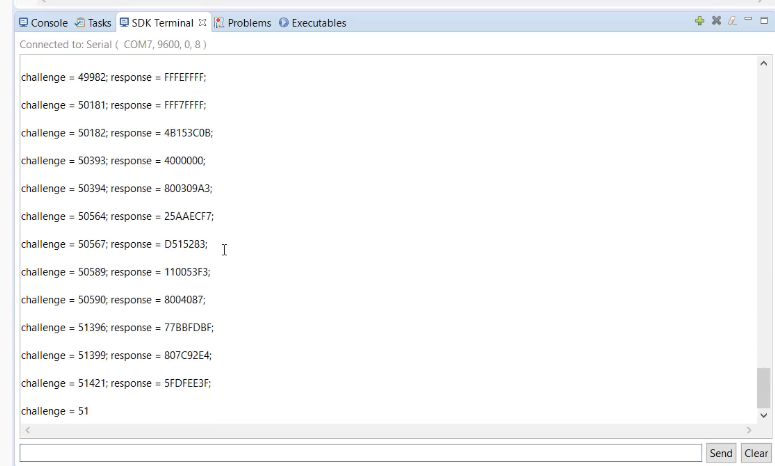 Console Tasks SDK Terminal Problems Executables
Connected to: Serial ( COM7, 9600, 0, 8 )
challenge = 49982; response = FFFEFFFF;
challenge = 50181; response = FFF7FFFF;
challenge = 50182; response = 4B153C0B;
challenge = 50393; response = 4000000;
challenge = 50394; response = 800309A3;
challenge = 50564; response = 25AAECF7;
challenge = 50567; response = D515283;
challenge = 50589; response = 110053F3;
challenge = 50590; response = 8004087;
challenge = 51396; response = 77BBFDBF;
challenge = 51399; response = 807C92E4;
challenge = 51421; response = 5FDFEE3F;
challenge = 51
Send Clear